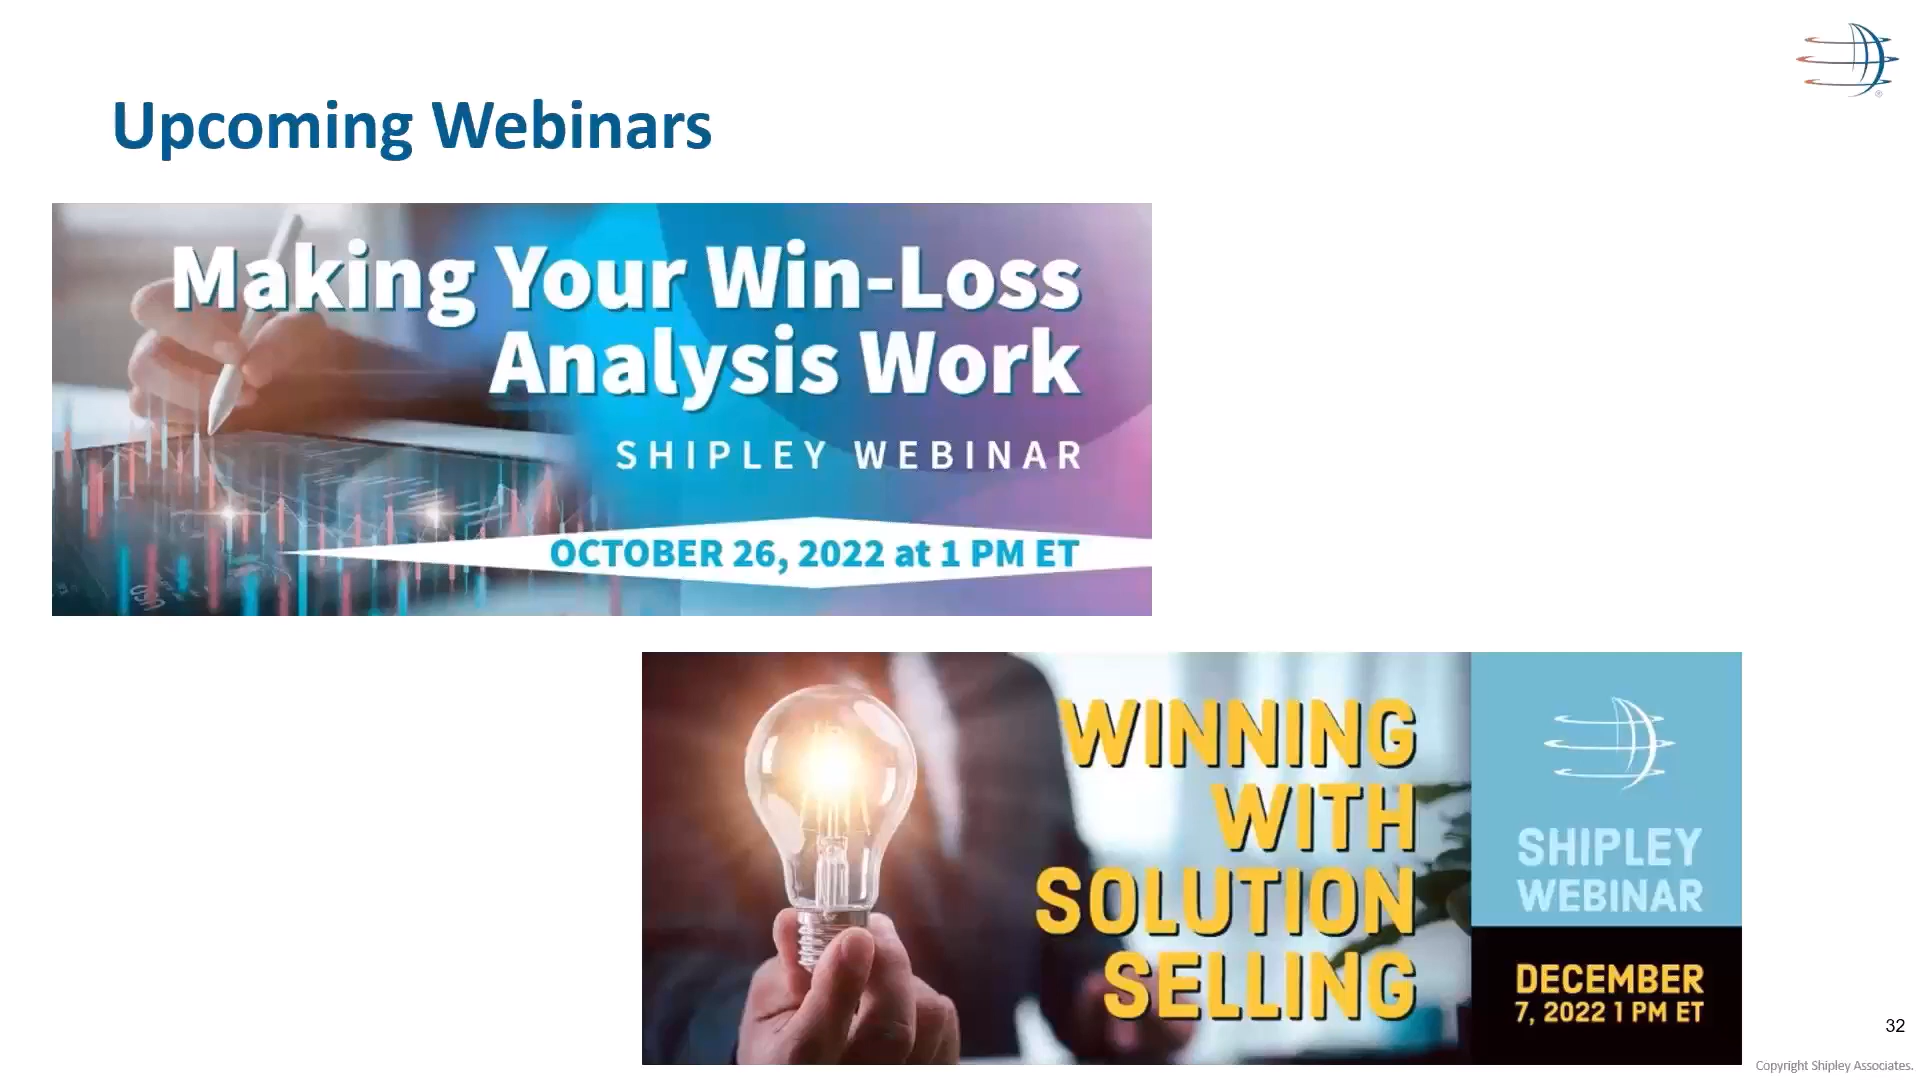 Upcoming Webinars
Making Your Win-Loss
Analysis Work
SHIPLEY WEBINAR
OCTOBER 26, 2022 at 1 PM ET
WINNING
WITH
SOLUTION
SELLING
SHIPLEY
WEBINAR
DECEMBER
7, 2022 1 PM ET
32
Copyright Shipley Associates.